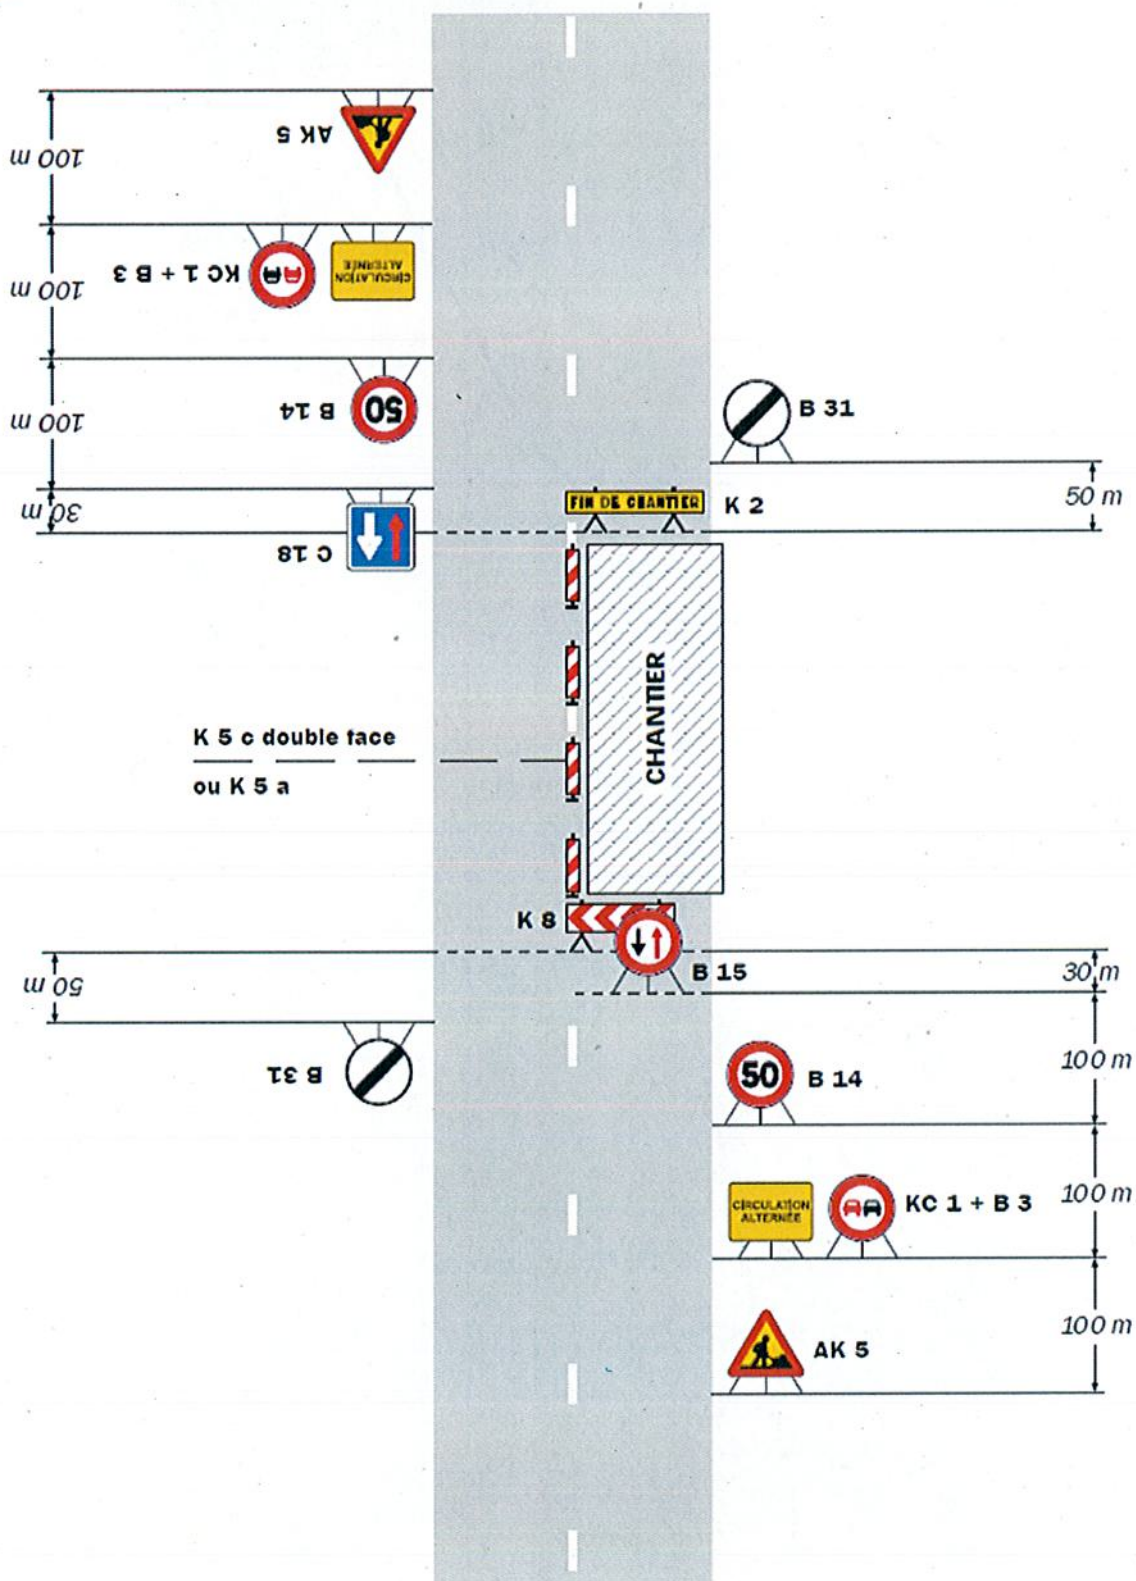 AK 5
100 m
KC 1 + B 3
CIRCULATION
ALTERNÉE
100 m
B 14
50
100 m
B 31
30 m
C 18
FIN DE CHANTIER
K 2
50 m
CHANTIER
K 5 c double face
ou K 5 a
K 8
B 15
30 m
50 m
B 31
50
B 14
100 m
CIRCULATION
ALTERNÉE
KC 1 + B 3
100 m
AK 5
100 m